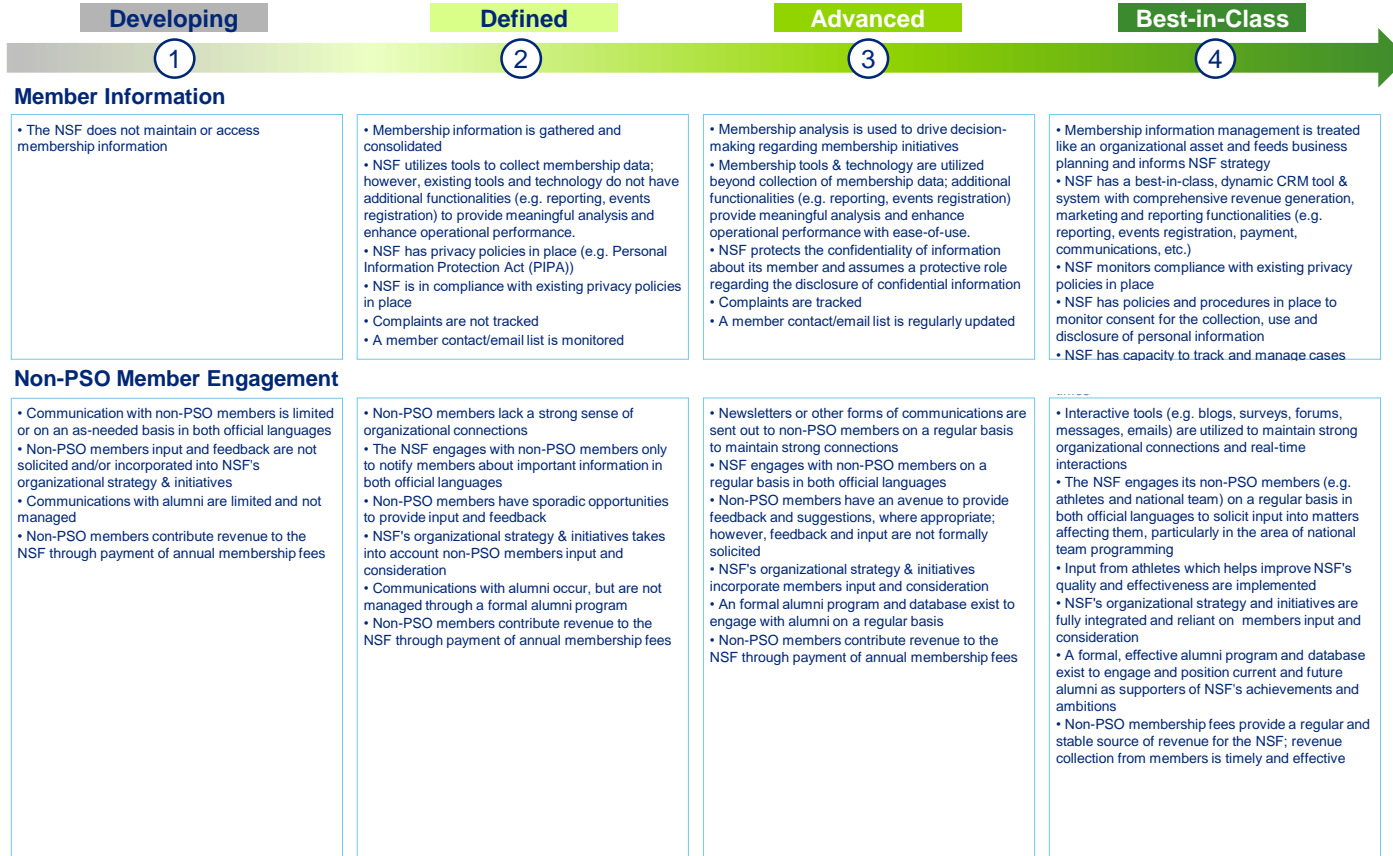 Developing
Defined
Advanced
Best-in-Class
1
2
3
4
Member Information
• The NSF does not maintain or access
membership information
• Membership information is gathered and
consolidated
• NSF utilizes tools to collect membership data;
however, existing tools and technology do not have
additional functionalities (e.g. reporting, events
registration) to provide meaningful analysis and
enhance operational performance.
• NSF has privacy policies in place (e.g. Personal
Information Protection Act (PIPA))
• NSF is in compliance with existing privacy policies
in place
• Complaints are not tracked
• A member contact/email list is monitored
• Membership analysis is used to drive decision-
making regarding membership initiatives
• Membership tools & technology are utilized
beyond collection of membership data; additional
functionalities (e.g. reporting, events registration)
provide meaningful analysis and enhance
operational performance with ease-of-use.
• NSF protects the confidentiality of information
about its member and assumes a protective role
regarding the disclosure of confidential information
• Complaints are tracked
• A member contact/email list is regularly updated
• Membership information management is treated
like an organizational asset and feeds business
planning and informs NSF strategy
• NSF has a best-in-class, dynamic CRM tool &
system with comprehensive revenue generation,
marketing and reporting functionalities (e.g.
reporting, events registration, payment,
communications, etc.)
• NSF monitors compliance with existing privacy
policies in place
• NSF has policies and procedures in place to
monitor consent for the collection, use and
disclosure of personal information
• NSF has capacity to track and manage cases
Non-PSO Member Engagement
• Communication with non-PSO members is limited
or on an as-needed basis in both official languages
• Non-PSO members input and feedback are not
solicited and/or incorporated into NSF's
organizational strategy & initiatives
• Communications with alumni are limited and not
managed
• Non-PSO members contribute revenue to the
NSF through payment of annual membership fees
• Non-PSO members lack a strong sense of
organizational connections
• The NSF engages with non-PSO members only
to notify members about important information in
both official languages
• Non-PSO members have sporadic opportunities
to provide input and feedback
• NSF's organizational strategy & initiatives takes
into account non-PSO members input and
consideration
• Communications with alumni occur, but are not
managed through a formal alumni program
• Non-PSO members contribute revenue to the
NSF through payment of annual membership fees
• Newsletters or other forms of communications are
sent out to non-PSO members on a regular basis
to maintain strong connections
• NSF engages with non-PSO members on a
regular basis in both official languages
• Non-PSO members have an avenue to provide
feedback and suggestions, where appropriate;
however, feedback and input are not formally
solicited
• NSF's organizational strategy & initiatives
incorporate members input and consideration
• An formal alumni program and database exist to
engage with alumni on a regular basis
• Non-PSO members contribute revenue to the
NSF through payment of annual membership fees
• Interactive tools (e.g. blogs, surveys, forums,
messages, emails) are utilized to maintain strong
organizational connections and real-time
interactions
• The NSF engages its non-PSO members (e.g.
athletes and national team) on a regular basis in
both official languages to solicit input into matters
affecting them, particularly in the area of national
team programming
• Input from athletes which helps improve NSF's
quality and effectiveness are implemented
• NSF's organizational strategy and initiatives are
fully integrated and reliant on members input and
consideration
• A formal, effective alumni program and database
exist to engage and position current and future
alumni as supporters of NSF's achievements and
ambitions
• Non-PSO membership fees provide a regular and
stable source of revenue for the NSF; revenue
collection from members is timely and effective